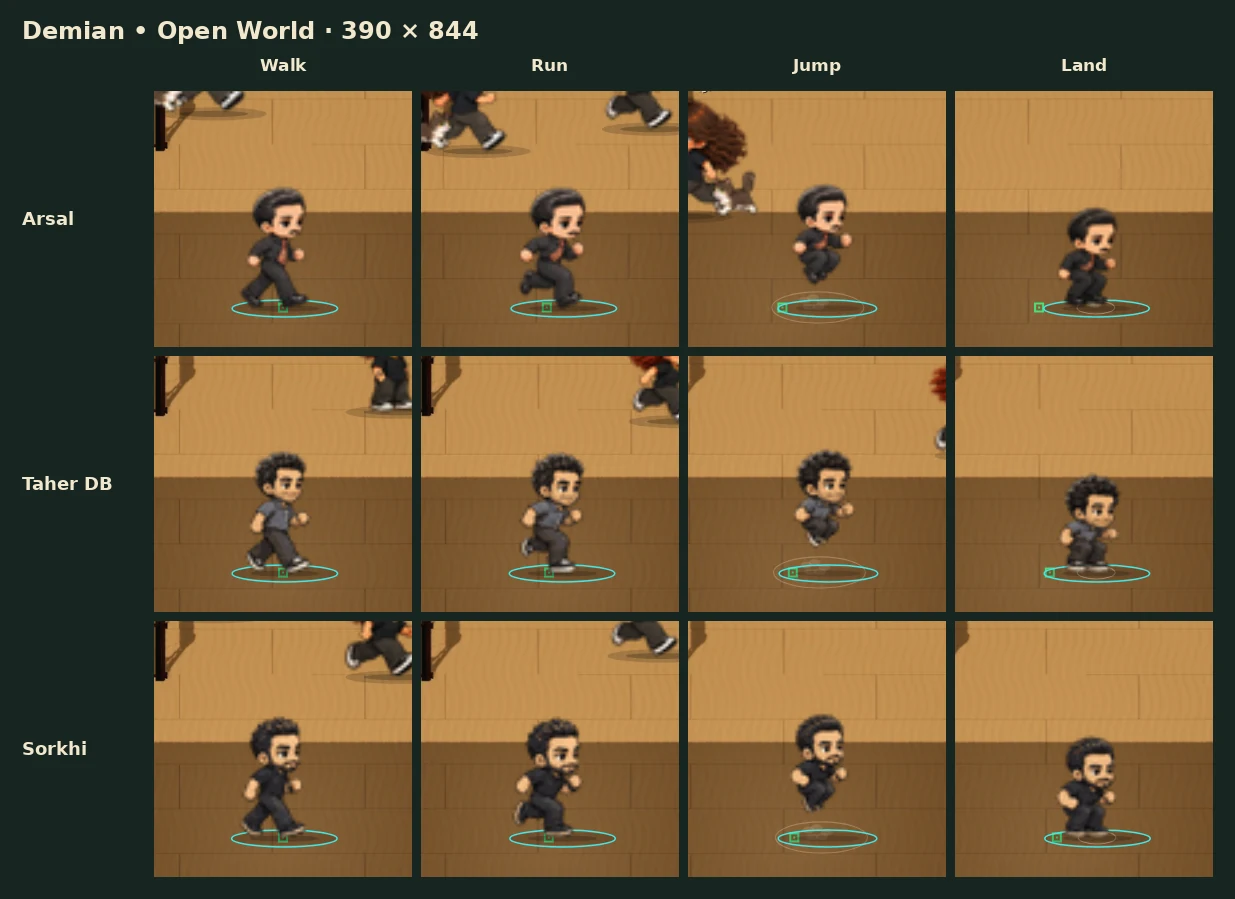 Demian • Open World · 390 × 844
Walk Run Jump Land
Arsal
Taher DB
Sorkhi